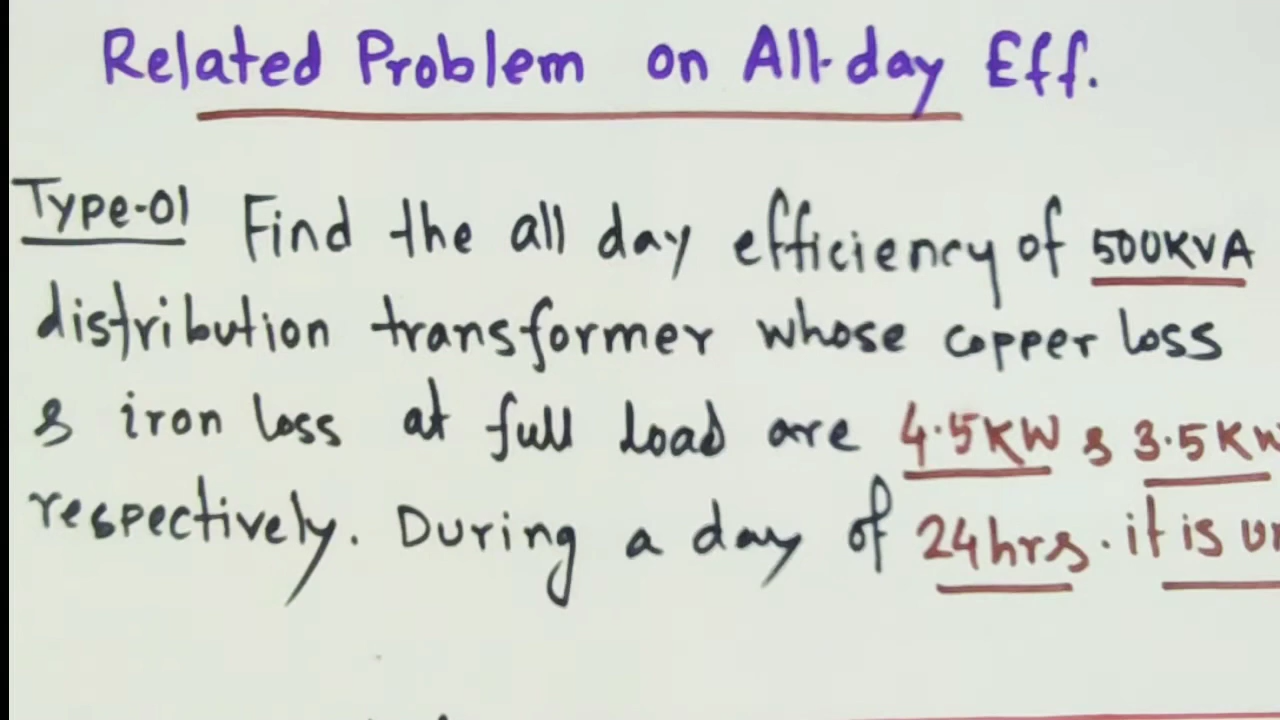 Related Problem on All-day Eff.
Type-01 Find the all day efficiency of 500KVA
distribution transformer whose copper loss
& iron loss at full load are 4.5KW & 3.5KW
respectively. During a day of 24hrs. it is